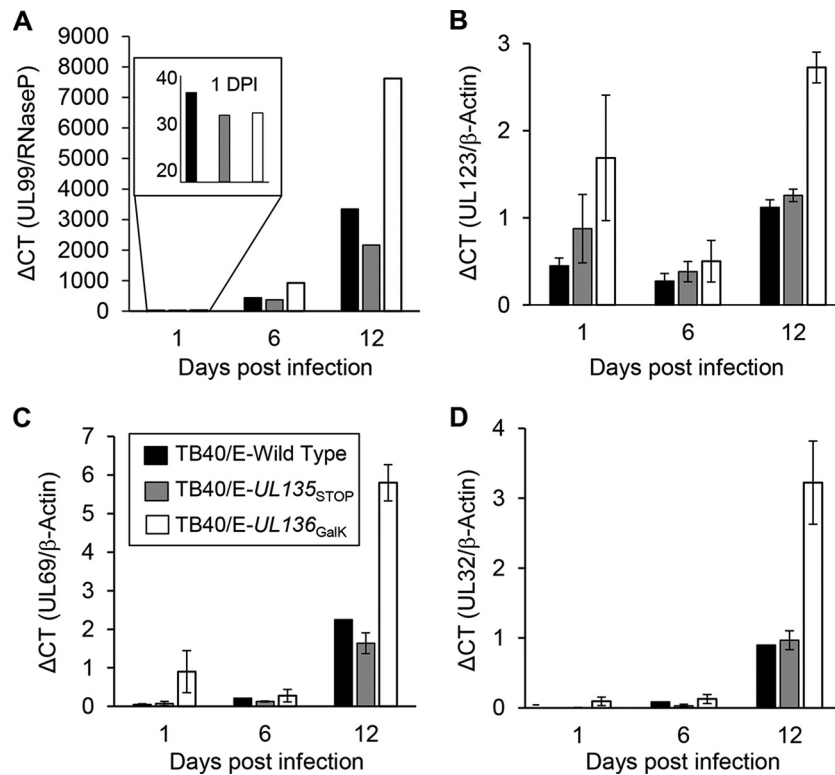 A
ΔCT (UL99/RNaseP)
9000
8000
7000
6000
5000
4000
3000
2000
1000
0
40
30
20
1 DPI
1 6 12
Days post infection
B
ΔCT (UL123/β-Actin)
3
2
1
0
1 6 12
Days post infection
C
ΔCT (UL69/β-Actin)
7
6
5
4
3
2
1
0
TB40/E-Wild Type
TB40/E-UL135STOP
TB40/E-UL136GalK
1 6 12
Days post infection
D
ΔCT (UL32/β-Actin)
4
3
2
1
0
1 6 12
Days post infection